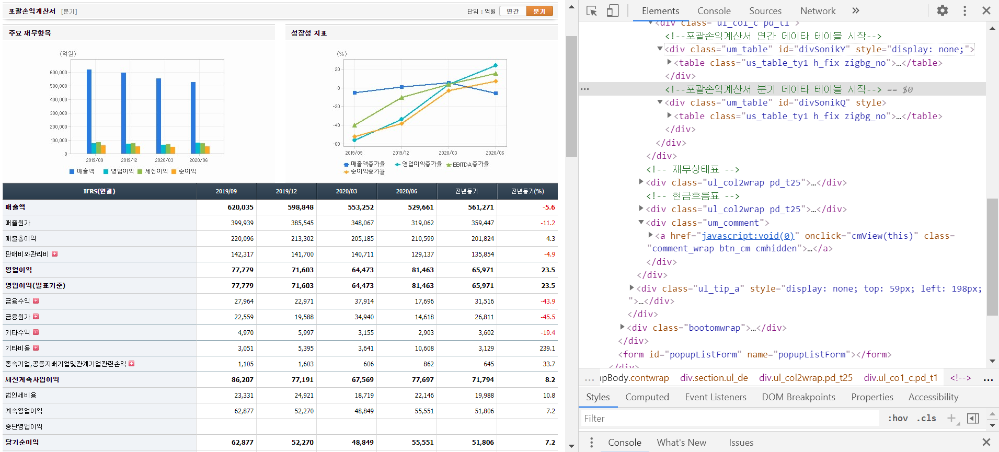 포괄손익계산서 [분기] 단위 : 억원 연간 분기
주요 재무항목
(억원)
600,000
500,000
400,000
300,000
200,000
100,000
0
2019/09 2019/12 2020/03 2020/06
매출액 영업이익 세전이익 순이익
성장성 지표
(%)
20
0
-20
-40
-60
2019/09 2019/12 2020/03 2020/06
매출액증가율 영업이익증가율 EBITDA증가율
순이익증가율
IFRS(연결) 2019/09 2019/12 2020/03 2020/06 전년동기 전년동기(%)
매출액 620,035 598,848 553,252 529,661 561,271 -5.6
매출원가 399,939 385,545 348,067 319,062 359,447 -11.2
매출총이익 220,096 213,302 205,185 210,599 201,824 4.3
판매비와관리비 142,317 141,700 140,711 129,137 135,854 -4.9
영업이익 77,779 71,603 64,473 81,463 65,971 23.5
영업이익(발표기준) 77,779 71,603 64,473 81,463 65,971 23.5
금융수익 27,964 22,971 37,914 17,696 31,516 -43.9
금융원가 22,559 19,588 34,940 14,618 26,811 -45.5
기타수익 4,970 5,997 3,155 2,903 3,602 -19.4
기타비용 3,051 5,395 3,641 10,608 3,129 239.1
종속기업,공동지배기업및관계기업관련손익 1,105 1,603 606 862 645 33.7
세전계속사업이익 86,207 77,191 67,569 77,697 71,794 8.2
법인세비용 23,331 24,921 18,719 22,146 19,988 10.8
계속영업이익 62,877 52,270 48,849 55,551 51,806 7.2
중단영업이익
당기순이익 62,877 52,270 48,849 55,551 51,806 7.2
Elements Console Sources Network »
<div class="ul_co1_c pd_t1">
<!--포괄손익계산서 연간 데이타 테이블 시작-->
<div class="um_table" id="divSonikY" style="display: none;">
<table class="us_table_ty1 h_fix zigbg_no">…</table>
</div>
<!--포괄손익계산서 분기 데이타 테이블 시작--> == $0
<div class="um_table" id="divSonikQ" style>
<table class="us_table_ty1 h_fix zigbg_no">…</table>
</div>
</div>
</div>
<!-- 재무상태표 -->
<div class="ul_col2wrap pd_t25">…</div>
<!-- 현금흐름표 -->
<div class="ul_col2wrap pd_t25">…</div>
<div class="um_comment">
<a href="javascript:void(0)" onclick="cmView(this)" class=
"comment_wrap btn_cm cmhidden">…</a>
</div>
</div>
<div class="ul_tip_a" style="display: none; top: 59px; left: 198px;
">…</div>
</div>
<div class="bootomwrap">…</div>
</div>
<form id="popupListForm" name="popupListForm"></form>
</div>
... pBody.contwrap div.section.ul_de div.ul_col2wrap.pd_t25 div.ul_co1_c.pd_t1 <!--> ...
Styles Computed Event Listeners DOM Breakpoints Properties Accessibility
Filter :hov .cls +
Console What's New Issues